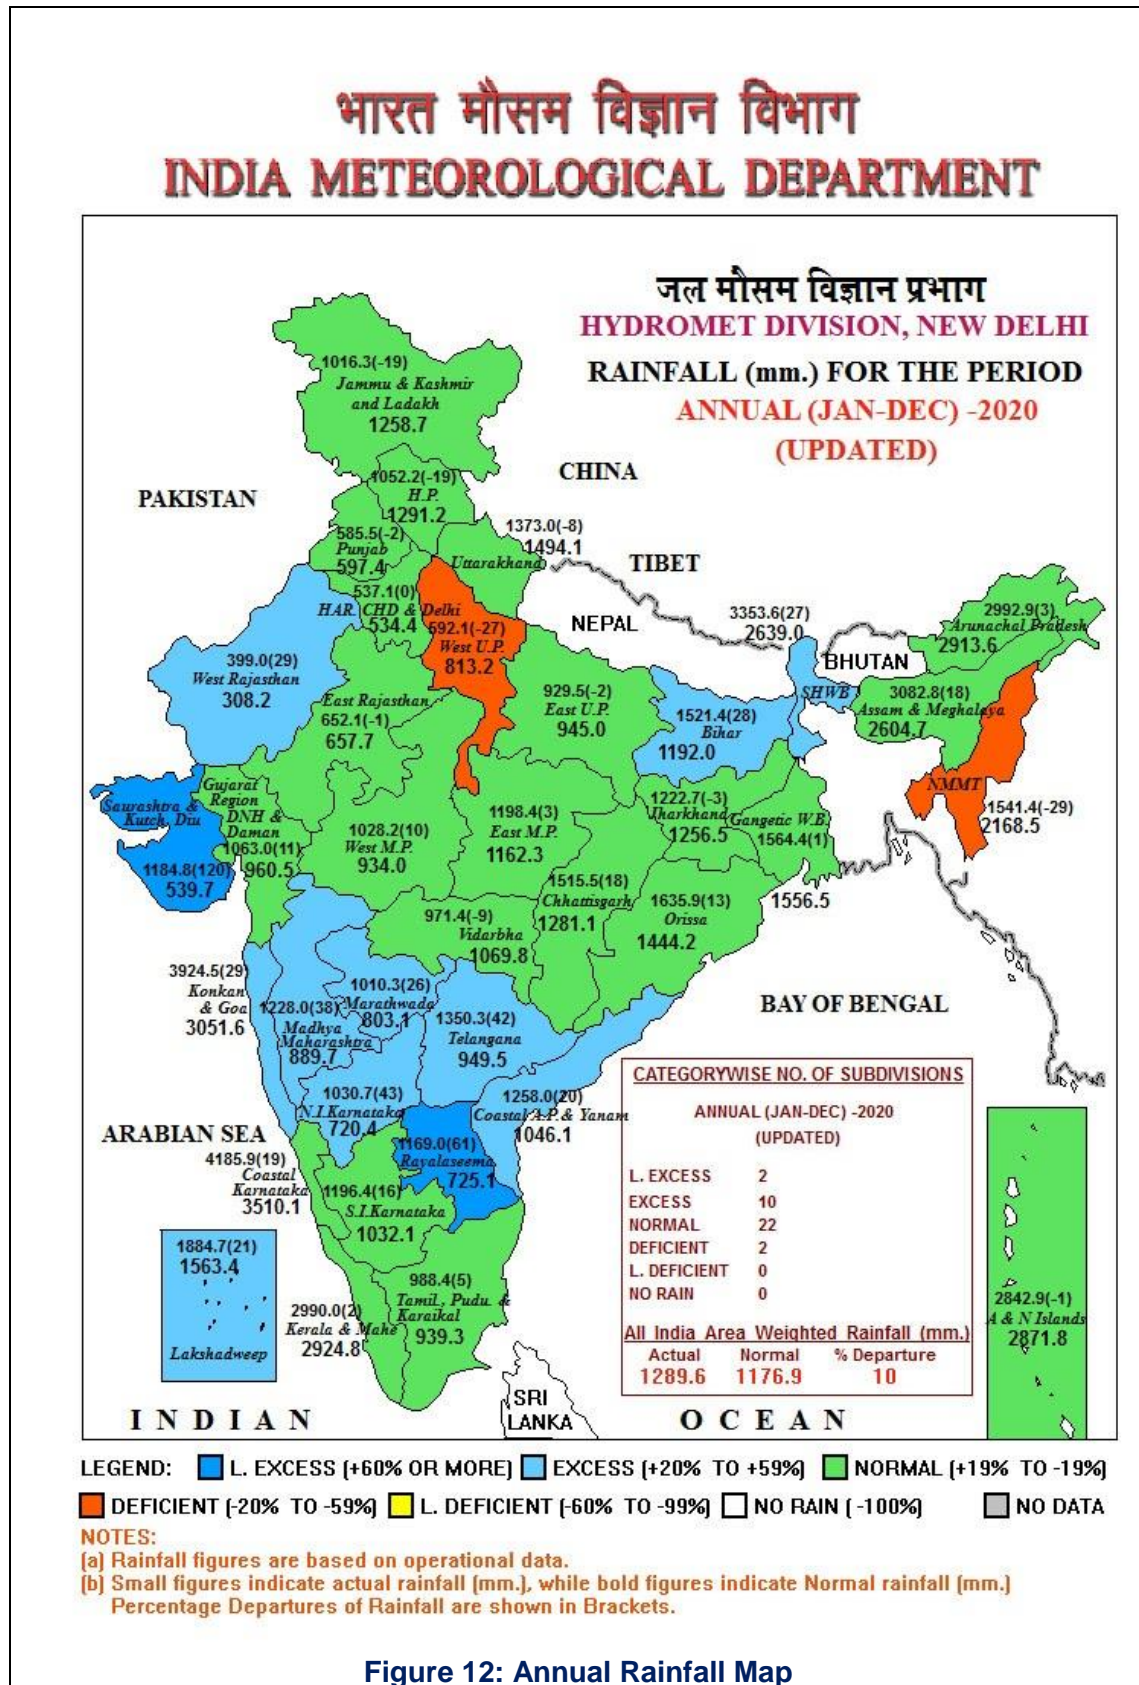 भारत मौसम विज्ञान विभाग
INDIA METEOROLOGICAL DEPARTMENT
जल मौसम विज्ञान प्रभाग
HYDROMET DIVISION, NEW DELHI
RAINFALL (mm.) FOR THE PERIOD
ANNUAL (JAN-DEC) -2020
(UPDATED)
1016.3(-19)
Jammu & Kashmir
and Ladakh
1258.7
CHINA
PAKISTAN
1052.2(-19)
H.P.
1291.2
585.5(-2)
Punjab
597.4
1373.0(-8)
1494.1
Uttarakhand
TIBET
537.1(0)
HAR. CHD & Delhi
534.4
592.1(-27)
West U.P.
813.2
NEPAL
3353.6(27)
2639.0
SHWB
BHUTAN
2992.9(3)
Arunachal Pradesh
2913.6
399.0(29)
West Rajasthan
308.2
East Rajasthan
652.1(-1)
657.7
929.5(-2)
East U.P.
945.0
1521.4(28)
Bihar
1192.0
3082.8(18)
Assam & Meghalaya
2604.7
NMMT
1541.4(-29)
2168.5
Saurashtra &
Kutch, Diu
1184.8(120)
539.7
Gujarat
Region
DNH &
Daman
1063.0(11)
960.5
1028.2(10)
West M.P.
934.0
1198.4(3)
East M.P.
1162.3
1222.7(-3)
Jharkhand
1256.5
Gangetic W.B.
1564.4(1)
1556.5
1515.5(18)
Chhattisgarh
1281.1
1635.9(13)
Orissa
1444.2
971.4(-9)
Vidarbha
1069.8
3924.5(29)
Konkan
& Goa
3051.6
1228.0(38)
Madhya
Maharashtra
889.7
1010.3(26)
Marathwada
803.1
1350.3(42)
Telangana
949.5
BAY OF BENGAL
1030.7(43)
N.I.Karnataka
720.4
1258.0(20)
Coastal A.P.& Yanam
1046.1
1169.0(61)
Rayalaseema
725.1
ARABIAN SEA
4185.9(19)
Coastal
Karnataka
3510.1
1196.4(16)
S.I.Karnataka
1032.1
1884.7(21)
1563.4
Lakshadweep
2990.0(2)
Kerala & Mahe
2924.8
988.4(5)
Tamil, Pudu. &
Karaikal
939.3
SRI
LANKA
2842.9(-1)
A & N Islands
2871.8
CATEGORYWISE NO. OF SUBDIVISIONS
ANNUAL (JAN-DEC) -2020
(UPDATED)
L. EXCESS 2
EXCESS 10
NORMAL 22
DEFICIENT 2
L. DEFICIENT 0
NO RAIN 0
All India Area Weighted Rainfall (mm.)
Actual Normal % Departure
1289.6 1176.9 10
INDIAN OCEAN
LEGEND: L. EXCESS (+60% OR MORE) EXCESS (+20% TO +59%) NORMAL (+19% TO -19%)
DEFICIENT (-20% TO -59%) L. DEFICIENT (-60% TO -99%) NO RAIN (-100%) NO DATA
NOTES:
(a) Rainfall figures are based on operational data.
(b) Small figures indicate actual rainfall (mm.), while bold figures indicate Normal rainfall (mm.)
Percentage Departures of Rainfall are shown in Brackets.
Figure 12: Annual Rainfall Map